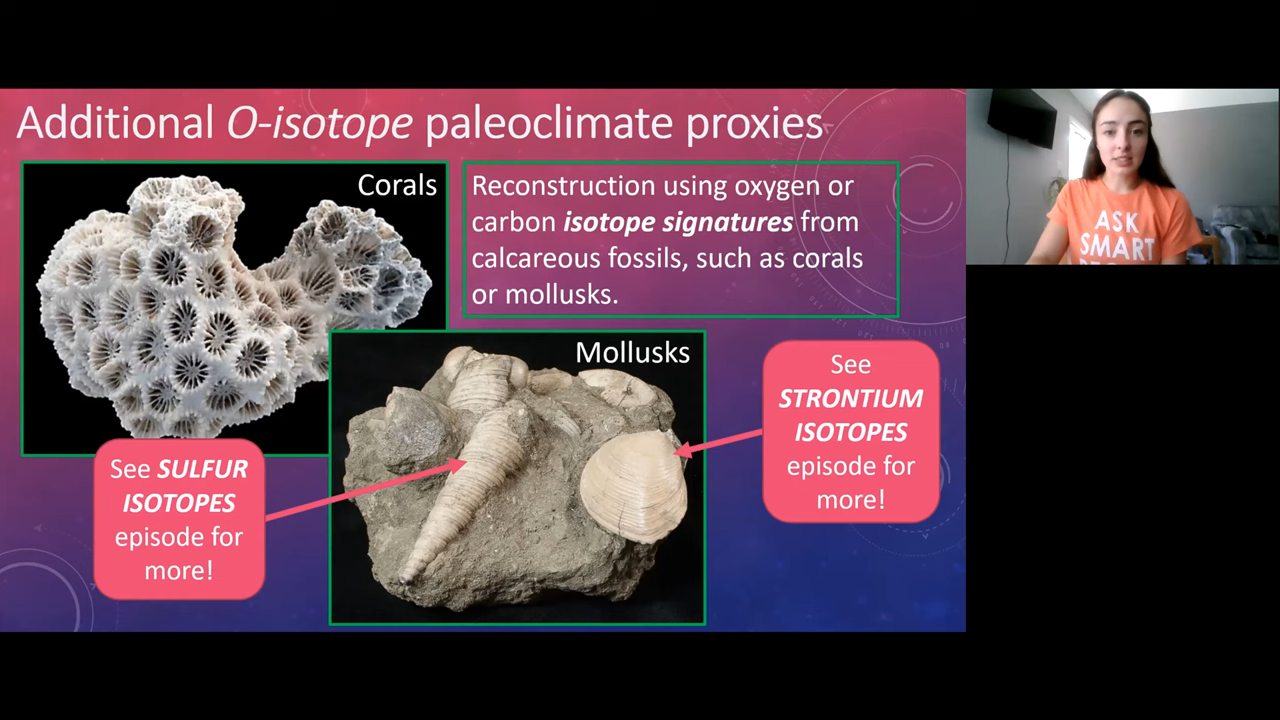 Additional O-isotope paleoclimate proxies
Corals
Reconstruction using oxygen or
carbon isotope signatures from
calcareous fossils, such as corals
or mollusks.
Mollusks
See
STRONTIUM
ISOTOPES
episode for
more!
See SULFUR
ISOTOPES
episode for
more!
ASK
SMART